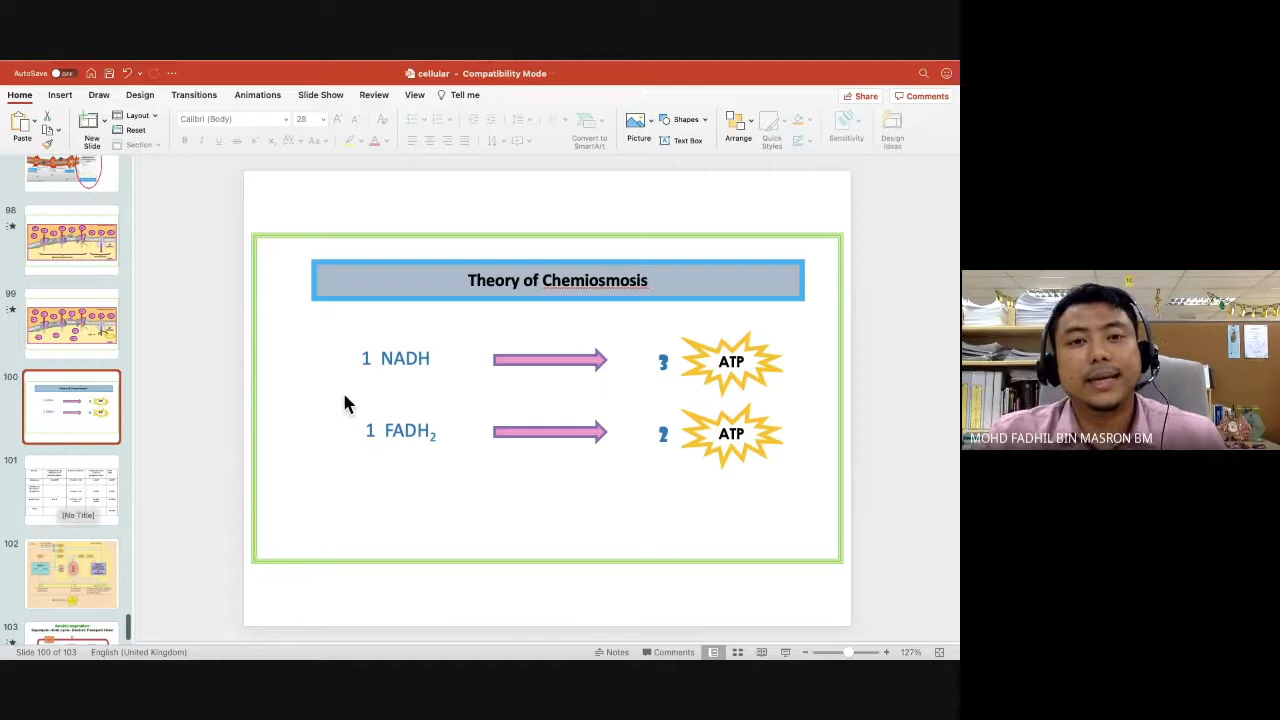 AutoSave OFF
cellular - Compatibility Mode
Home Insert Draw Design Transitions Animations Slide Show Review View Tell me
Share Comments
Paste
New Slide
Layout
Reset
Section
Calibri (Body) 28
Convert to SmartArt
Picture
Shapes
Text Box
Arrange
Quick Styles
Sensitivity
Design Ideas
98
99
100
101
[No Title]
102
103
Theory of Chemiosmosis
1 NADH 3 ATP
1 FADH₂ 2 ATP
MOHD FADHIL BIN MASRON BM
Slide 100 of 103 English (United Kingdom) Notes Comments 127%